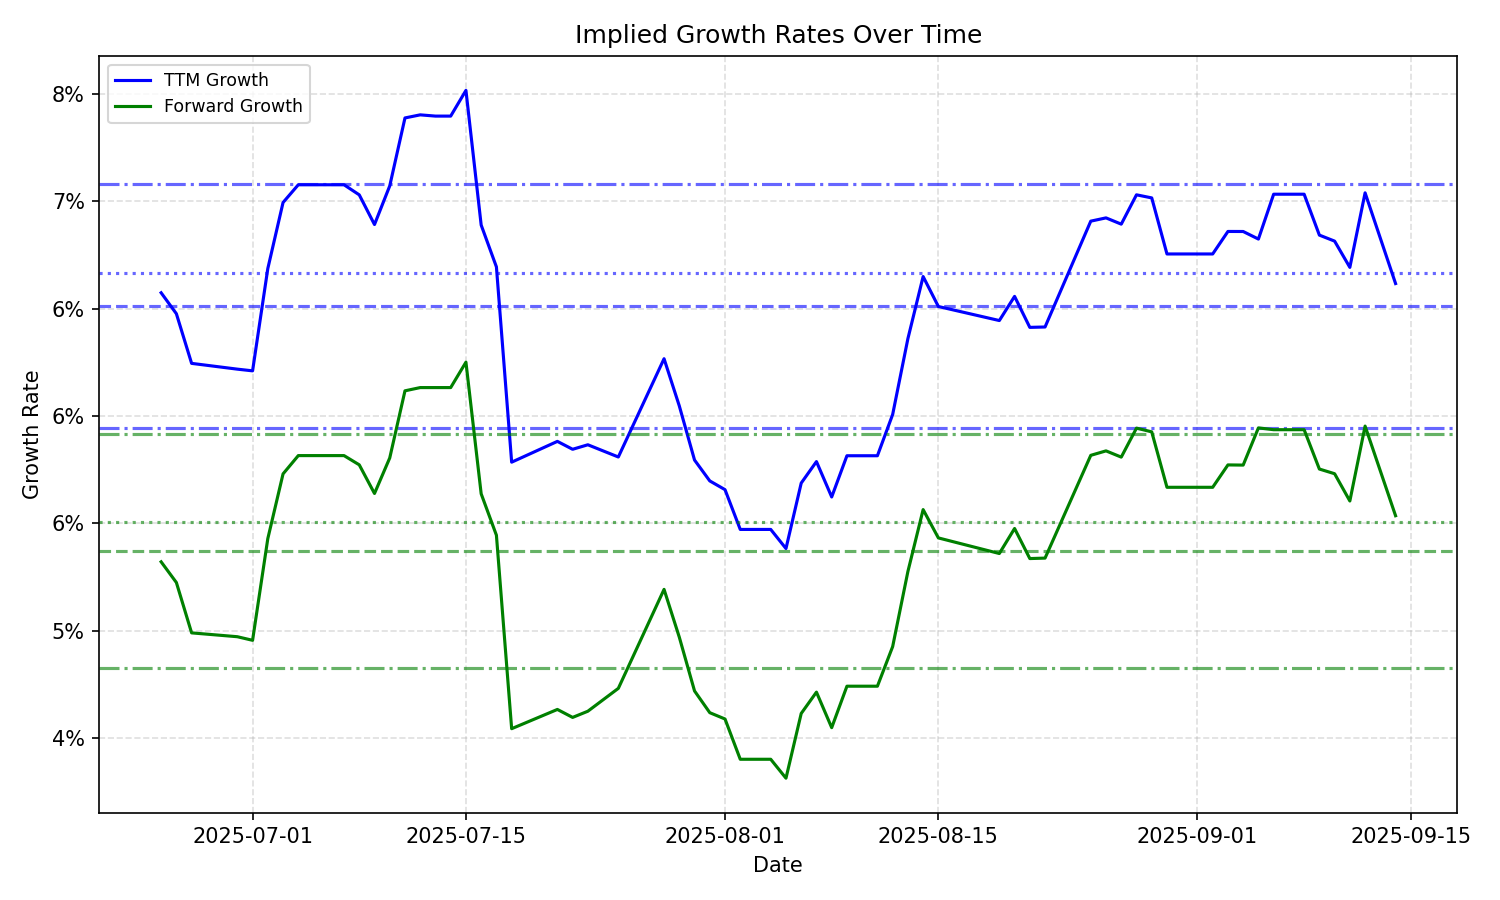 Implied Growth Rates Over Time
TTM Growth
Forward Growth
8%
7%
6%
6%
6%
5%
4%
Growth Rate
2025-07-01
2025-07-15
2025-08-01
2025-08-15
2025-09-01
2025-09-15
Date